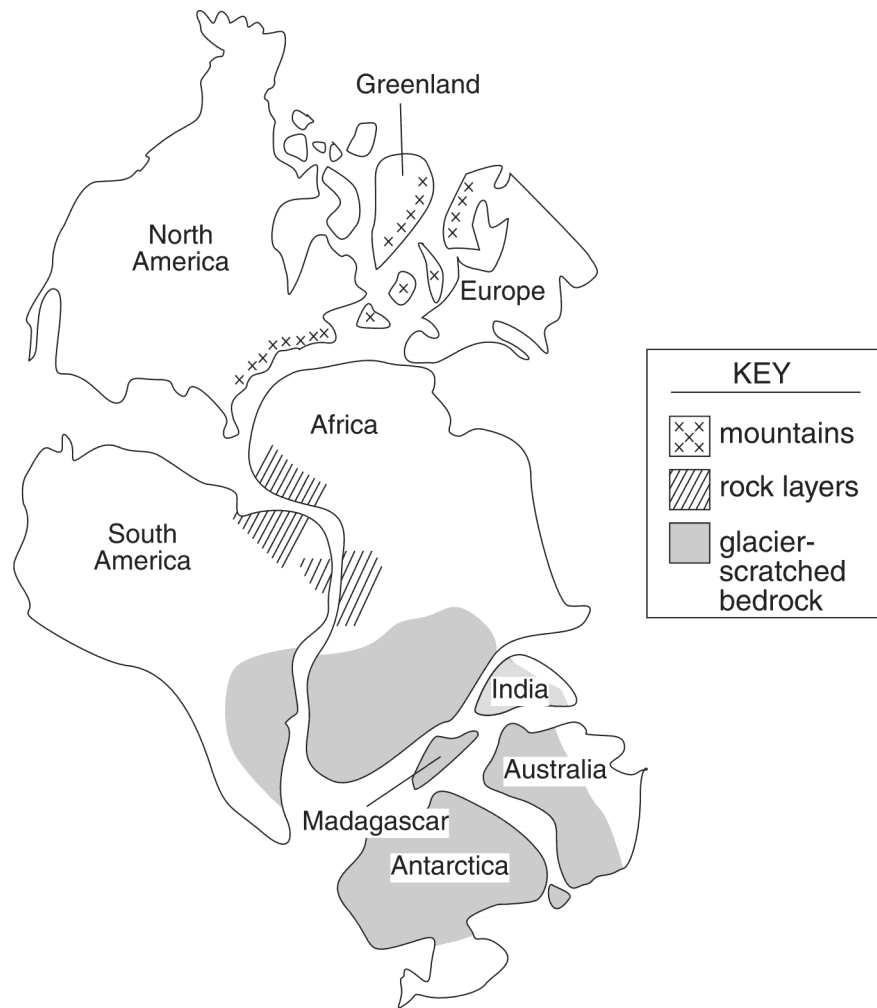 Greenland
North
America
Europe
Africa
South
America
India
Australia
Madagascar
Antarctica
KEY
mountains
rock layers
glacier-
scratched
bedrock